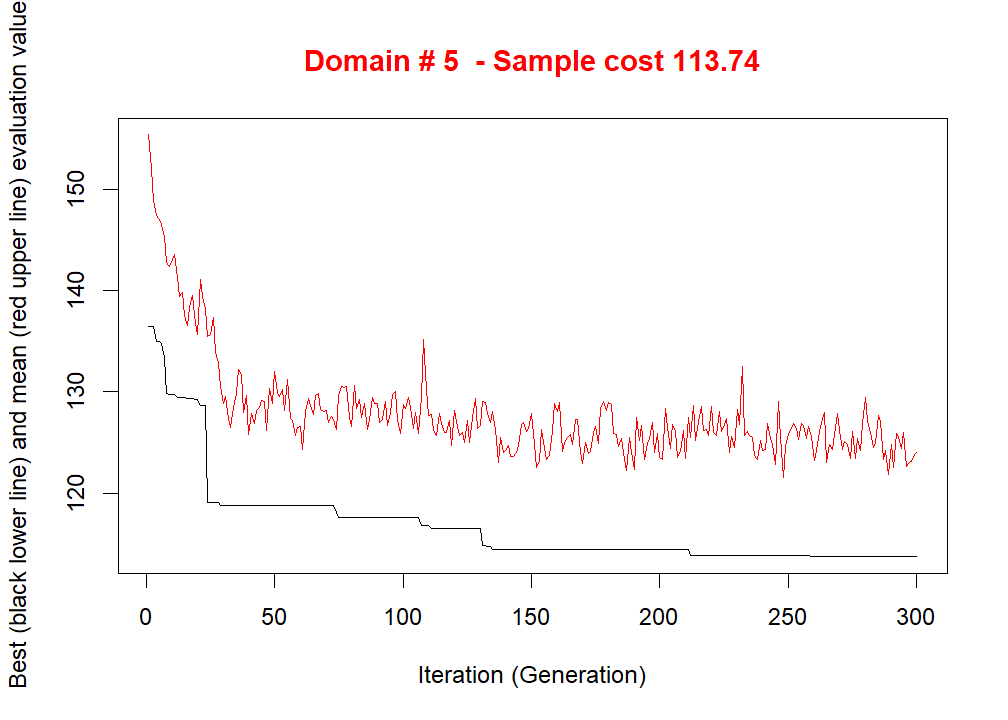 Domain # 5  - Sample cost 113.74
Best (black lower line) and mean (red upper line) evaluation value
150
140
130
120
0 50 100 150 200 250 300
Iteration (Generation)